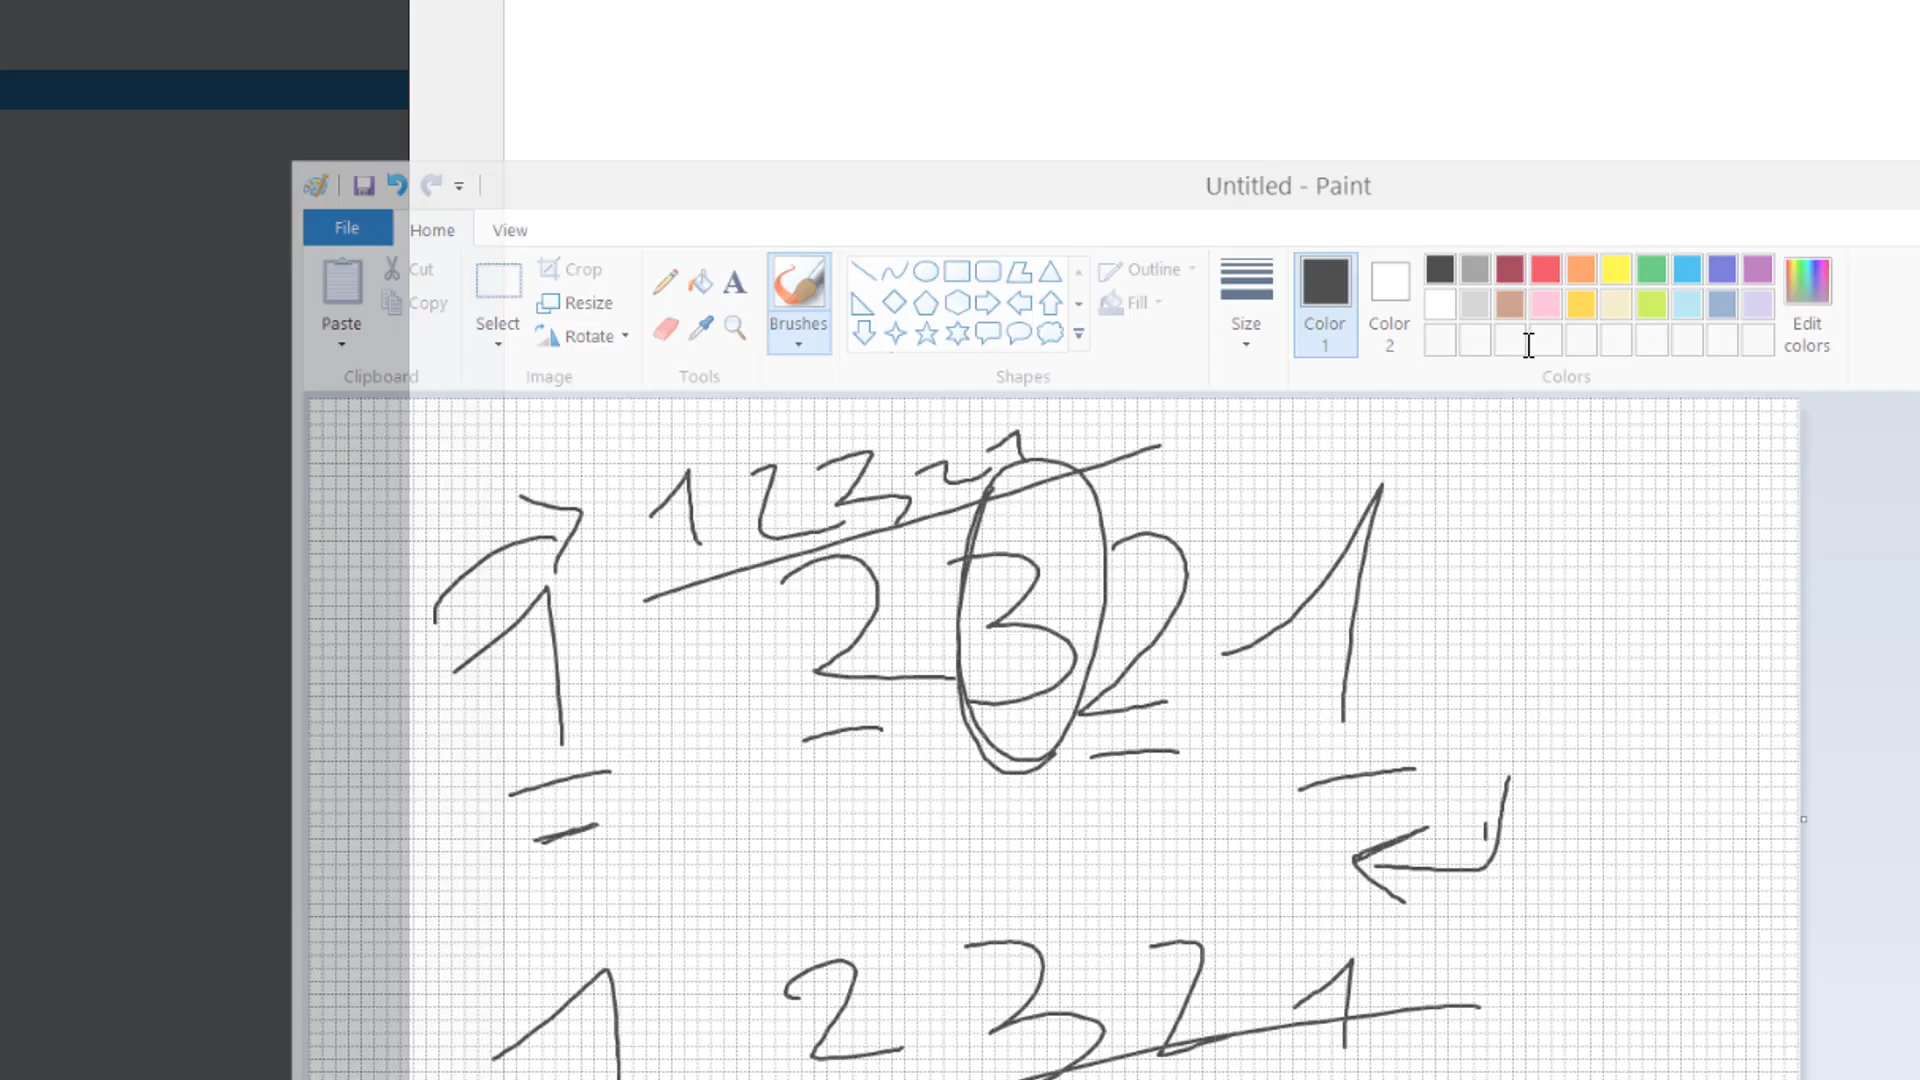 Untitled - Paint
File Home View
Paste
Cut
Copy
Clipboard
Select
Crop
Resize
Rotate
Image
A
Tools
Brushes
Shapes
Outline
Fill
Size
Color 1
Color 2
Edit colors
Colors
1 2 3 2 1
1 2 3 2 1
1 2 3 2 1